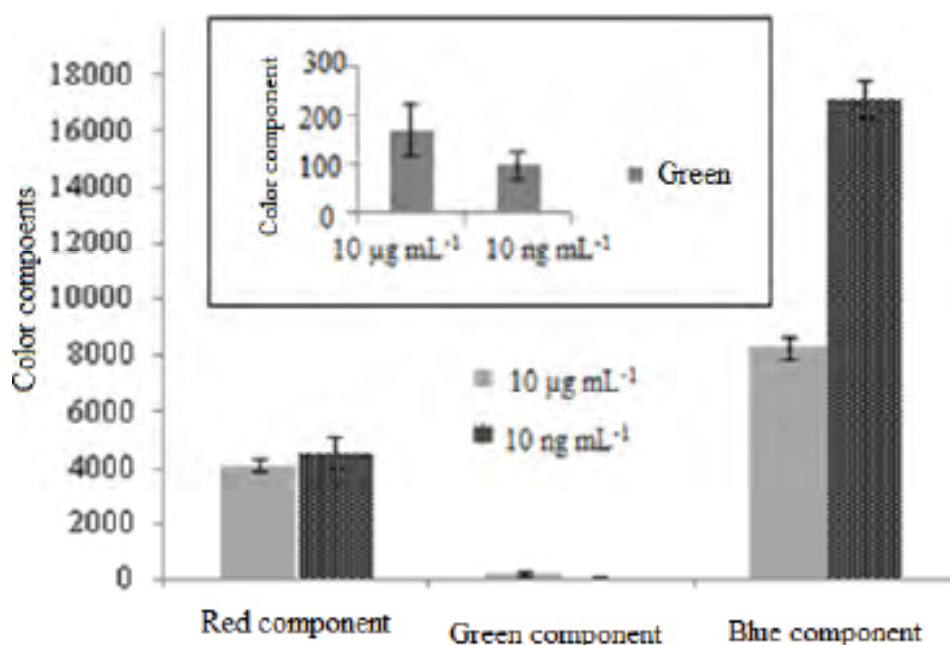 Color compoents
18000
16000
14000
12000
10000
8000
6000
4000
2000
0
Color component
300
200
100
0
10 µg mL-1
10 ng mL-1
Green
10 µg mL-1
10 ng mL-1
Red component
Green component
Blue component